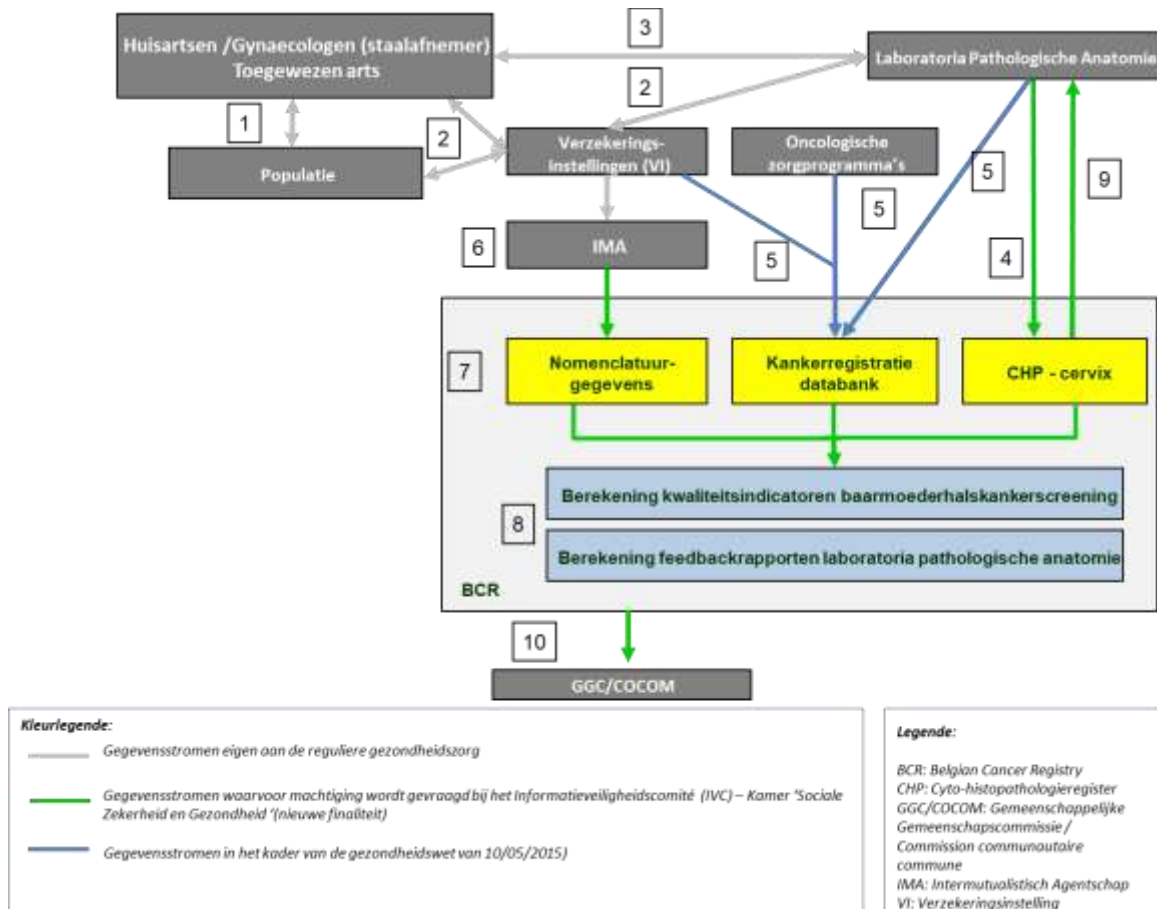 3
Huisartsen /Gynaecologen (staalafnemer)
Toegewezen arts
Laboratoria Pathologische Anatomie
2
1
2
Verzekerings-
instellingen (VI)
Oncologische
zorgprogramma's
Populatie
5
9
5
6
IMA
5
4
7
Nomenclatuur-
gegevens
Kankerregistratie
databank
CHP - cervix
Berekening kwaliteitsindicatoren baarmoederhalskankerscreening
8
Berekening feedbackrapporten laboratoria pathologische anatomie
BCR
10
GGC/COCOM
Kleurlegende:
Gegevensstromen eigen aan de reguliere gezondheidszorg
Gegevensstromen waarvoor machtiging wordt gevraagd bij het Informatieveiligheidscomité (IVC) – Kamer 'Sociale
Zekerheid en Gezondheid '(nieuwe finaliteit)
Gegevensstromen in het kader van de gezondheidswet van 10/05/2015)
Legende:
BCR: Belgian Cancer Registry
CHP: Cyto-histopathologieregister
GGC/COCOM: Gemeenschappelijke
Gemeenschapscommissie /
Commission communautaire
commune
IMA: Intermutualistisch Agentschap
VI: Verzekeringsinstelling